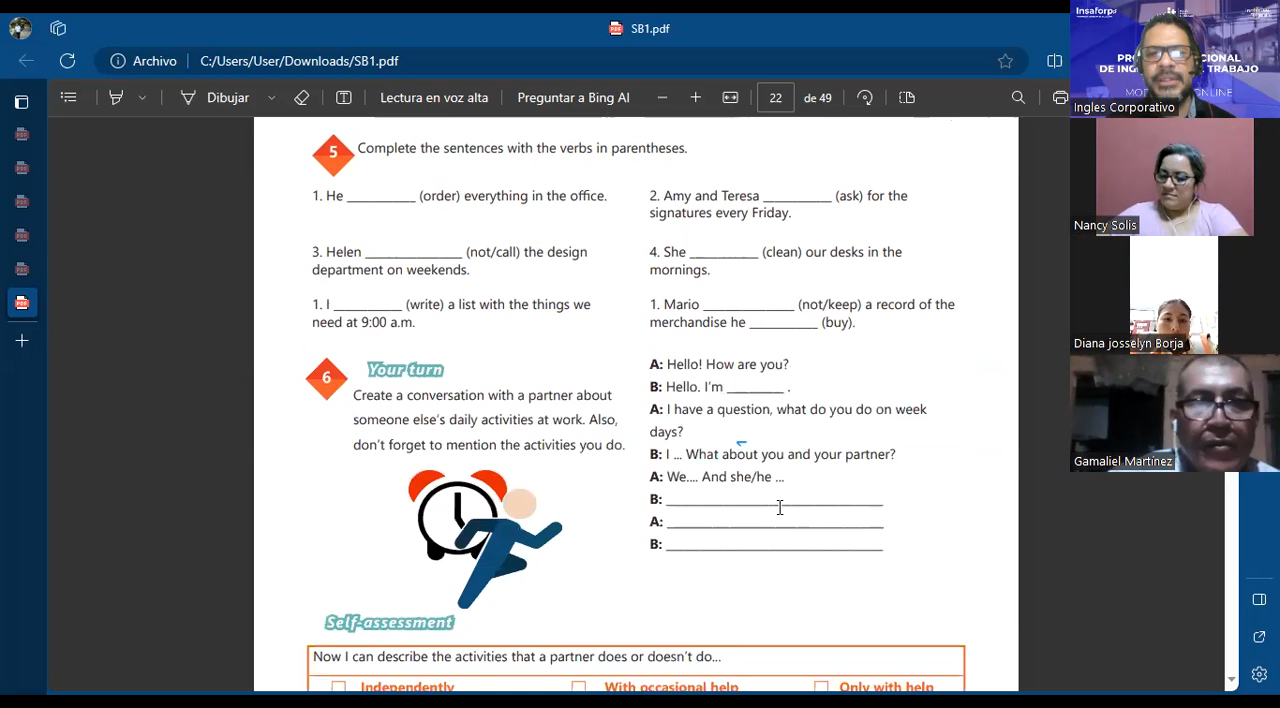 SB1.pdf
Archivo
C:/Users/User/Downloads/SB1.pdf
Dibujar
Lectura en voz alta
Preguntar a Bing AI
22
de 49
5
Complete the sentences with the verbs in parentheses.
1. He __________ (order) everything in the office.
2. Amy and Teresa __________ (ask) for the
signatures every Friday.
3. Helen ______________ (not/call) the design
department on weekends.
4. She __________ (clean) our desks in the
mornings.
1. I __________ (write) a list with the things we
need at 9:00 a.m.
1. Mario ______________ (not/keep) a record of the
merchandise he __________ (buy).
6
Your turn
Create a conversation with a partner about
someone else's daily activities at work. Also,
don't forget to mention the activities you do.
A: Hello! How are you?
B: Hello. I'm ________ .
A: I have a question, what do you do on week
days?
B: I ... What about you and your partner?
A: We.... And she/he ...
B: ________________________________
A: ________________________________
B: ________________________________
Self-assessment
Now I can describe the activities that a partner does or doesn't do...
Independently
With occasional help
Only with help
Insaforp
Ingles Corporativo
Nancy Solis
Diana josselyn Borja
Gamaliel Martínez